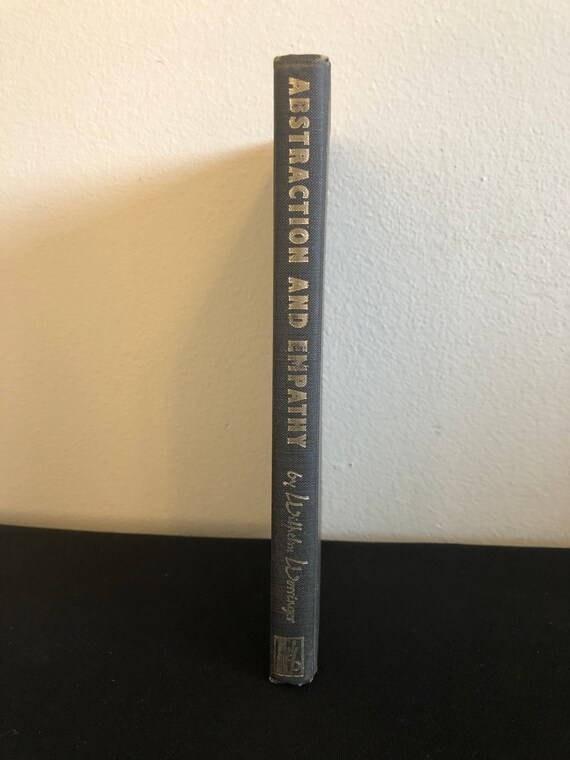 ABSTRACTION AND EMPATHY
by Wilhelm Worringer